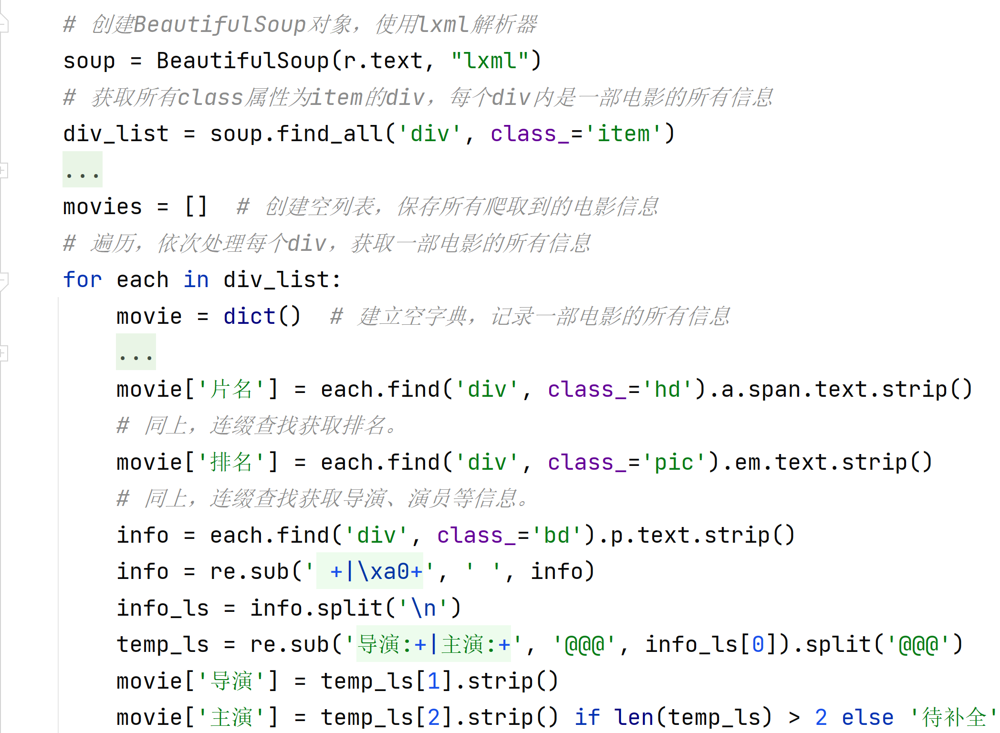 # 创建BeautifulSoup对象，使用lxml解析器
soup = BeautifulSoup(r.text, "lxml")
# 获取所有class属性为item的div，每个div内是一部电影的所有信息
div_list = soup.find_all('div', class_='item')
...
movies = []  # 创建空列表，保存所有爬取到的电影信息
# 遍历，依次处理每个div，获取一部电影的所有信息
for each in div_list:
    movie = dict()  # 建立空字典，记录一部电影的所有信息
    ...
    movie['片名'] = each.find('div', class_='hd').a.span.text.strip()
    # 同上，连缀查找获取排名。
    movie['排名'] = each.find('div', class_='pic').em.text.strip()
    # 同上，连缀查找获取导演、演员等信息。
    info = each.find('div', class_='bd').p.text.strip()
    info = re.sub(' +|\xa0+', ' ', info)
    info_ls = info.split('\n')
    temp_ls = re.sub('导演:+|主演:+', '@@@', info_ls[0]).split('@@@')
    movie['导演'] = temp_ls[1].strip()
    movie['主演'] = temp_ls[2].strip() if len(temp_ls) > 2 else '待补全'